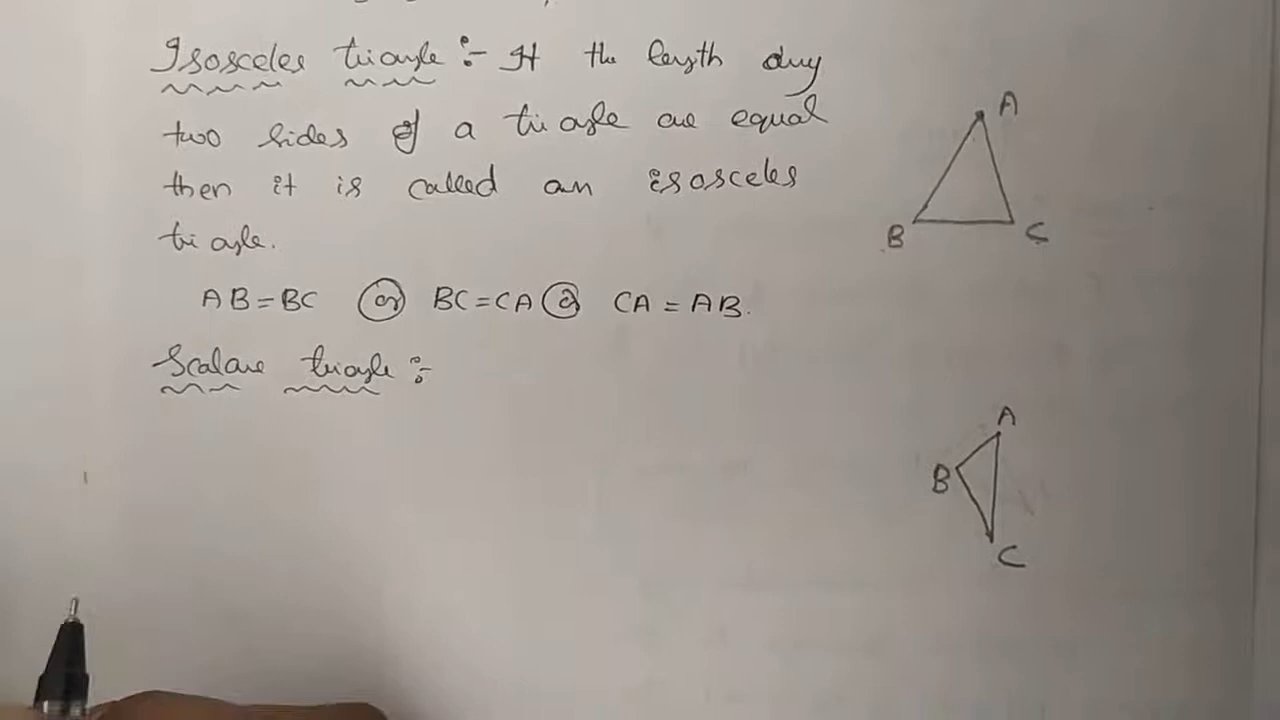 Isosceles triangle :- If the length any
A
two sides of a triangle are equal
then it is called an isosceles
B C
triangle.
AB=BC or BC=CA or CA=AB.
Scalane triangle :-
A
B
C